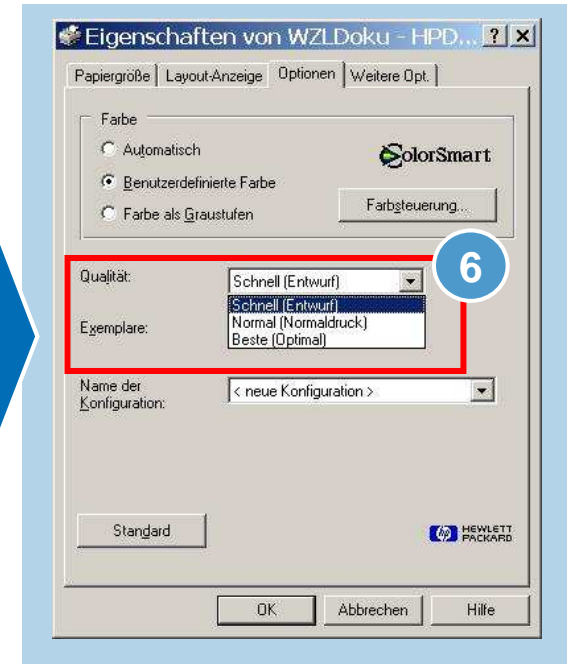 Eigenschaften von WZLDoku - HPD... ? ×
Papiergröße Layout-Anzeige Optionen Weitere Opt.
Farbe
Automatisch
ColorSmart
Benutzerdefinierte Farbe
Farbe als Graustufen
Farbsteuerung...
6
Qualität: Schnell (Entwurf)
Schnell (Entwurf)
Exemplare: Normal (Normaldruck)
Beste (Optimal)
Name der
Konfiguration: < neue Konfiguration >
Standard
hp HEWLETT
PACKARD
OK Abbrechen Hilfe